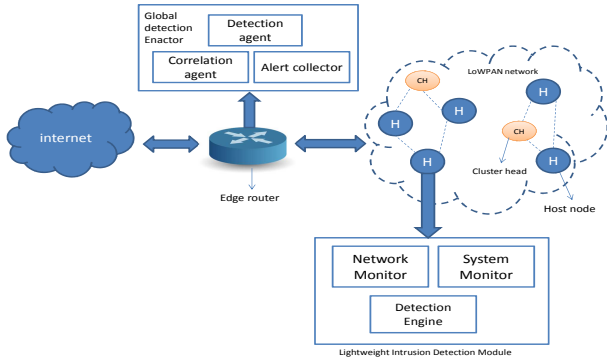 Global
detection
Enactor
Detection
agent
Correlation
agent
Alert collector
internet
Edge router
LoWPAN network
CH
H
H
H
H
CH
H
Cluster head
Host node
Network
Monitor
System
Monitor
Detection
Engine
Lightweight Intrusion Detection Module